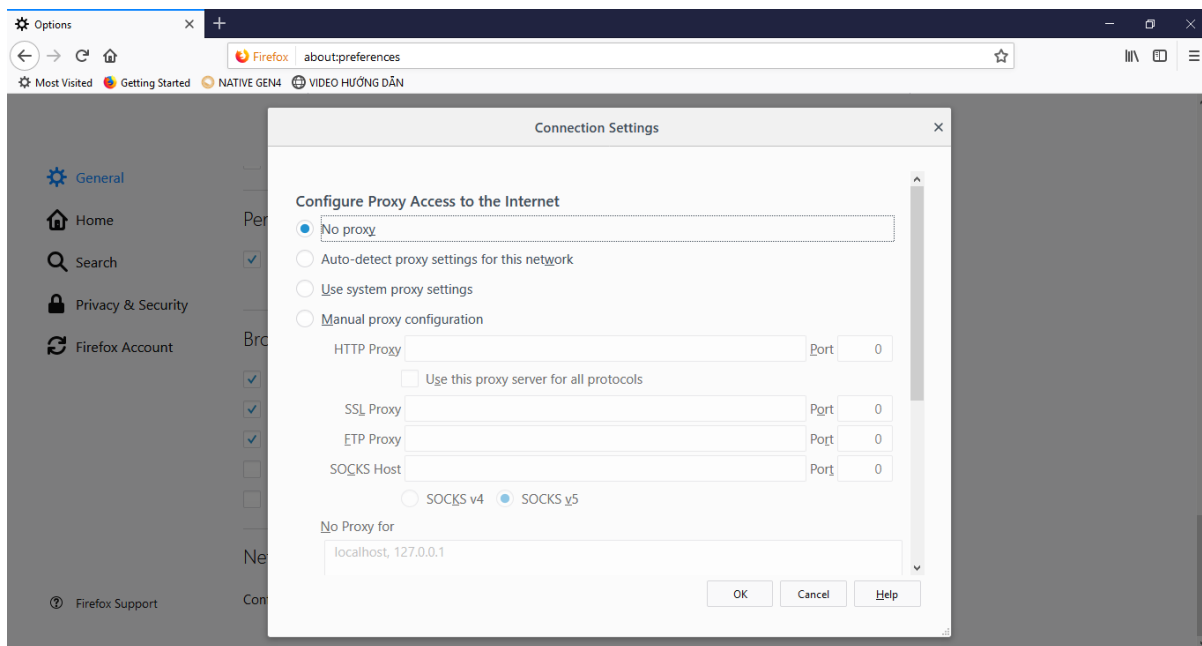 Options
Firefox about:preferences
Most Visited Getting Started NATIVE GEN4 VIDEO HƯỚNG DẪN
Connection Settings
General
Home
Search
Privacy & Security
Firefox Account
Firefox Support
Per
Bro
Ne
Con
Configure Proxy Access to the Internet
No proxy
Auto-detect proxy settings for this network
Use system proxy settings
Manual proxy configuration
HTTP Proxy Port 0
Use this proxy server for all protocols
SSL Proxy Port 0
FTP Proxy Port 0
SOCKS Host Port 0
SOCKS v4 SOCKS v5
No Proxy for
localhost, 127.0.0.1
OK Cancel Help